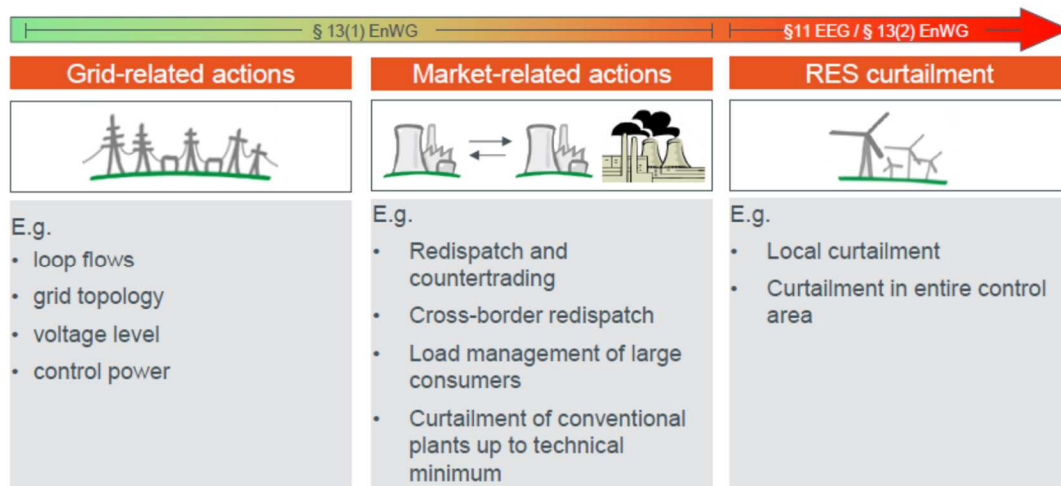 § 13(1) EnWG
§11 EEG / § 13(2) EnWG
Grid-related actions
E.g.
• loop flows
• grid topology
• voltage level
• control power
Market-related actions
E.g.
• Redispatch and
countertrading
• Cross-border redispatch
• Load management of large
consumers
• Curtailment of conventional
plants up to technical
minimum
RES curtailment
E.g.
• Local curtailment
• Curtailment in entire control
area